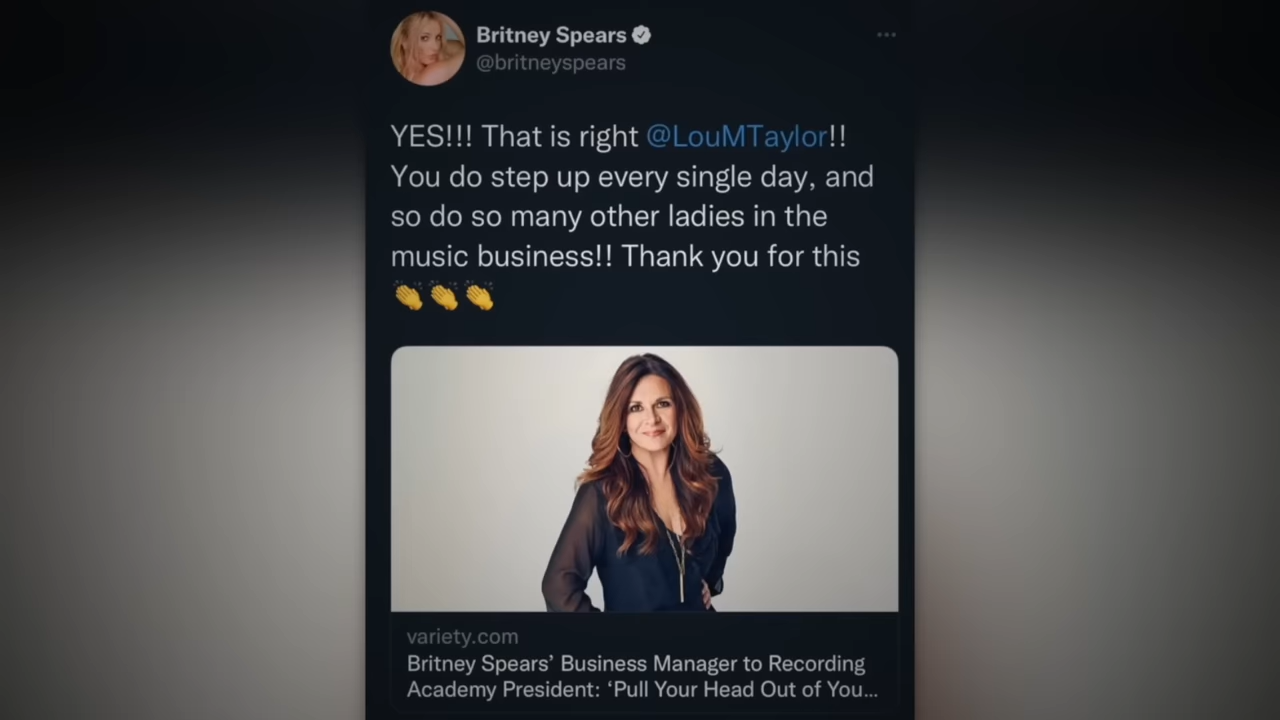 Britney Spears
@britneyspears
YES!!! That is right @LouMTaylor!!
You do step up every single day, and
so do so many other ladies in the
music business!! Thank you for this
👏👏👏
variety.com
Britney Spears’ Business Manager to Recording
Academy President: ‘Pull Your Head Out of You...